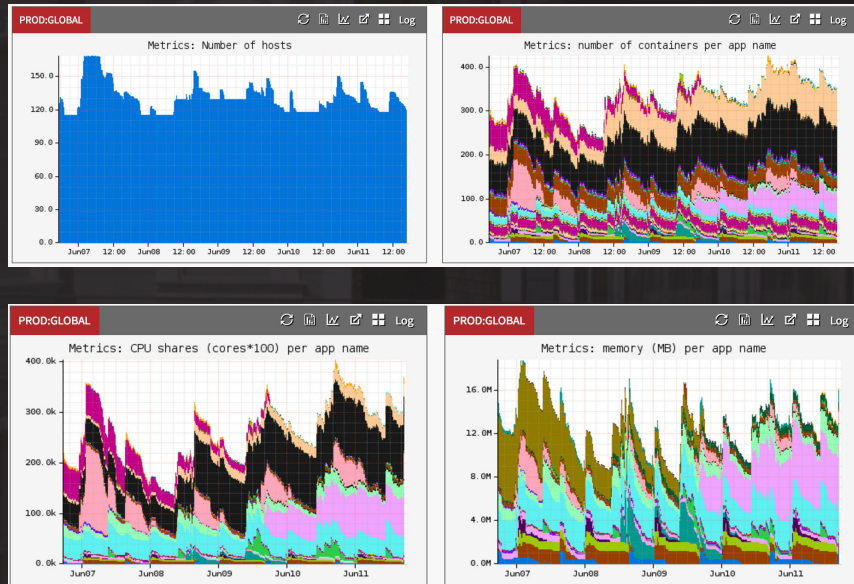 PROD:GLOBAL
Log
Metrics: Number of hosts
150.0
120.0
90.0
60.0
30.0
0.0
Jun07 12:00 Jun08 12:00 Jun09 12:00 Jun10 12:00 Jun11 12:00
PROD:GLOBAL
Log
Metrics: number of containers per app name
400.0
300.0
200.0
100.0
0.0
Jun07 12:00 Jun08 12:00 Jun09 12:00 Jun10 12:00 Jun11 12:00
PROD:GLOBAL
Log
Metrics: CPU shares (cores*100) per app name
400.0k
300.0k
200.0k
100.0k
0.0k
Jun07 Jun08 Jun09 Jun10 Jun11
PROD:GLOBAL
Log
Metrics: memory (MB) per app name
16.0M
12.0M
8.0M
4.0M
0.0M
Jun07 Jun08 Jun09 Jun10 Jun11